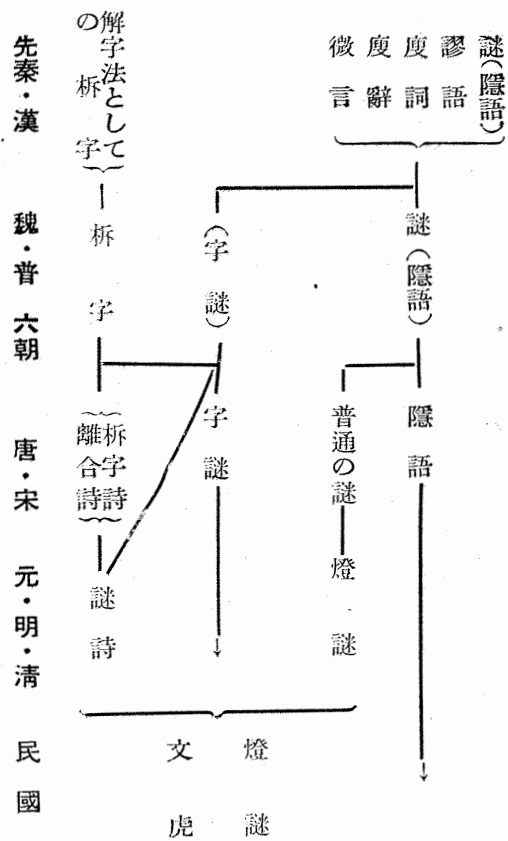 謎(隱語)
謬語
廋詞
廋辭
微言
謎(隱語)
隱語
普通の謎
燈謎
(字謎)
字謎
解字法として
の析字
析字
析字詩
離合詩
謎詩
燈謎
文虎
先秦・漢
魏・普
六朝
唐・宋
元・明・淸
民國